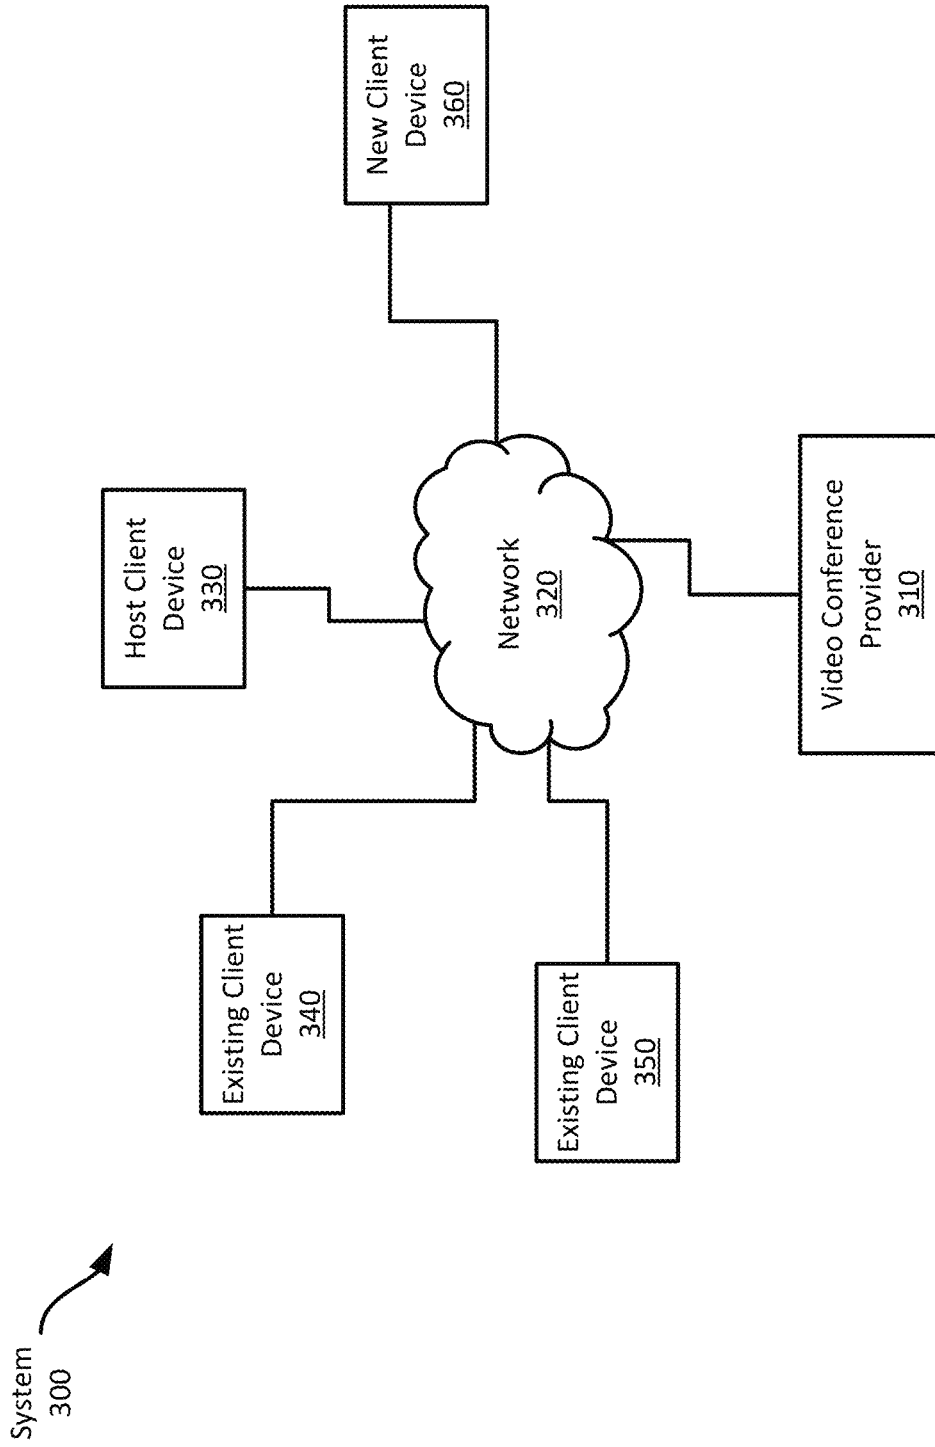 System
300
Host Client
Device
330
Existing Client
Device
340
New Client
Device
360
Network
320
Existing Client
Device
350
Video Conference
Provider
310